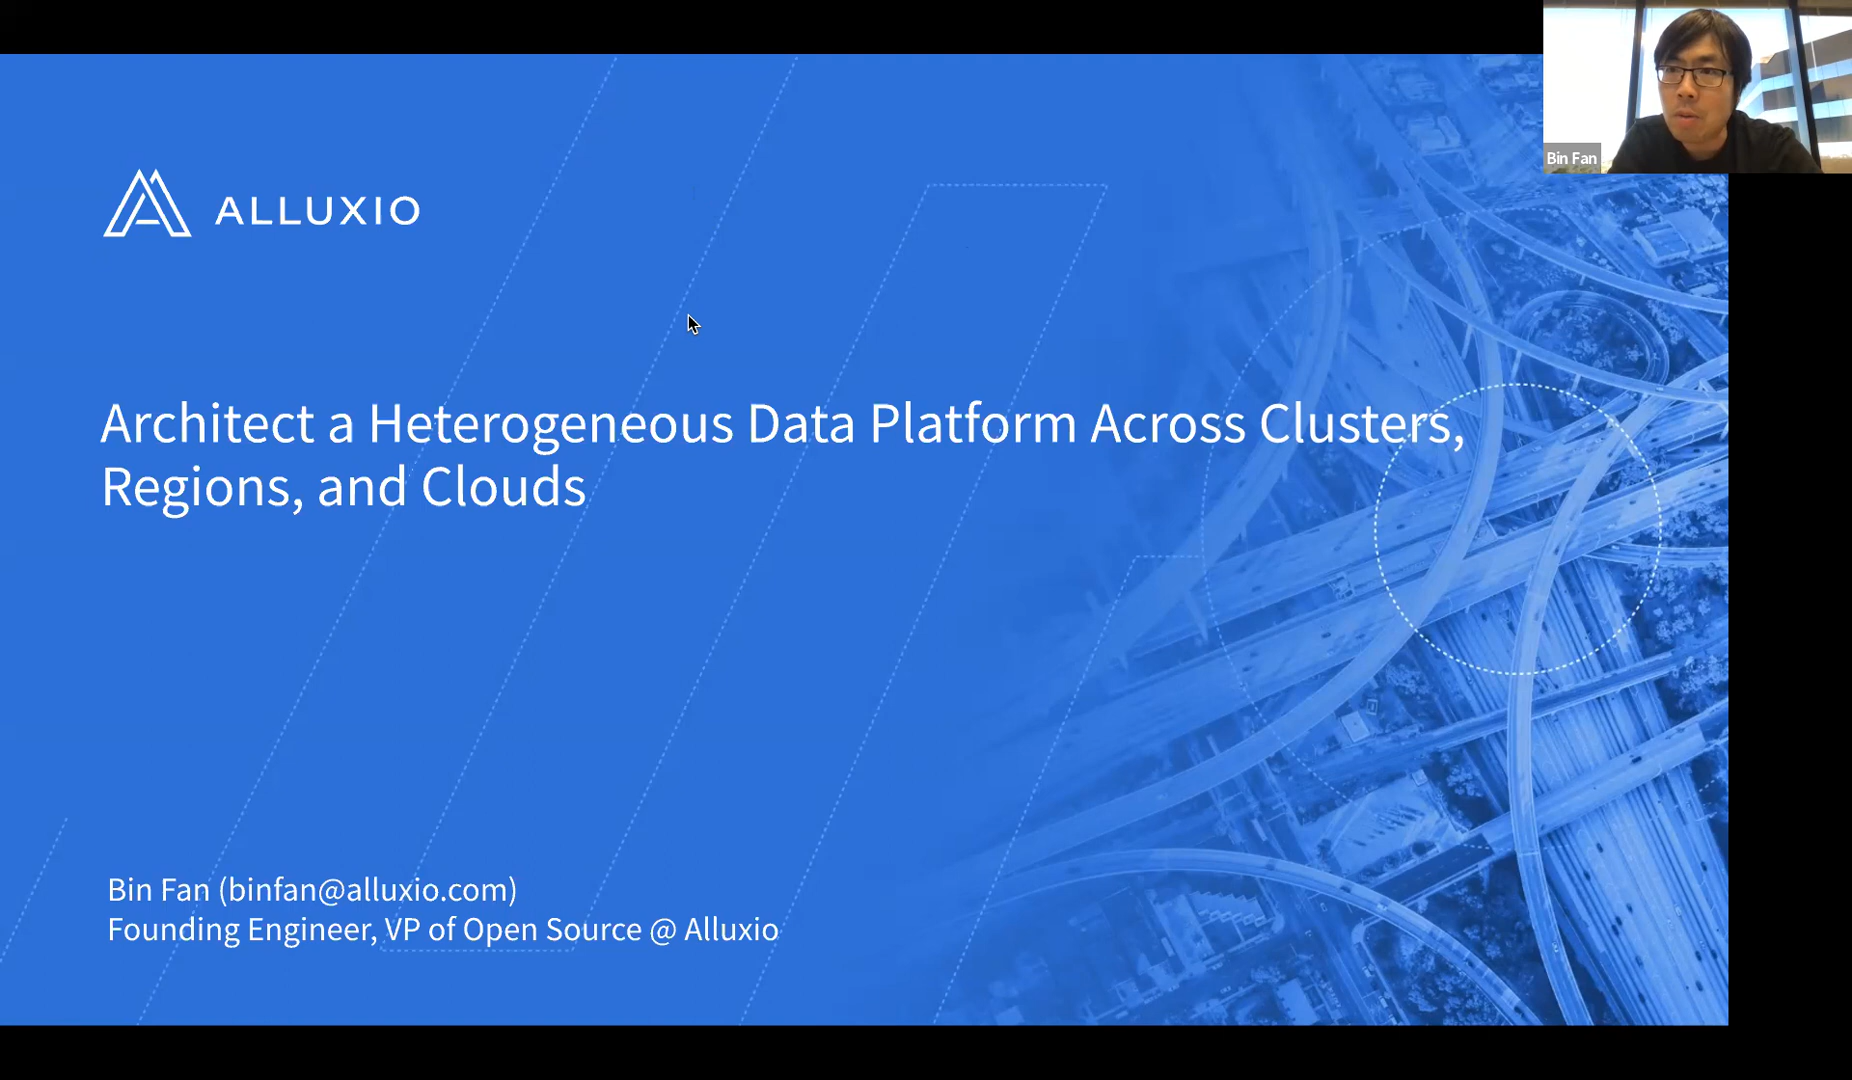 ALLUXIO
Architect a Heterogeneous Data Platform Across Clusters,
Regions, and Clouds
Bin Fan (binfan@alluxio.com)
Founding Engineer, VP of Open Source @ Alluxio
Bin Fan